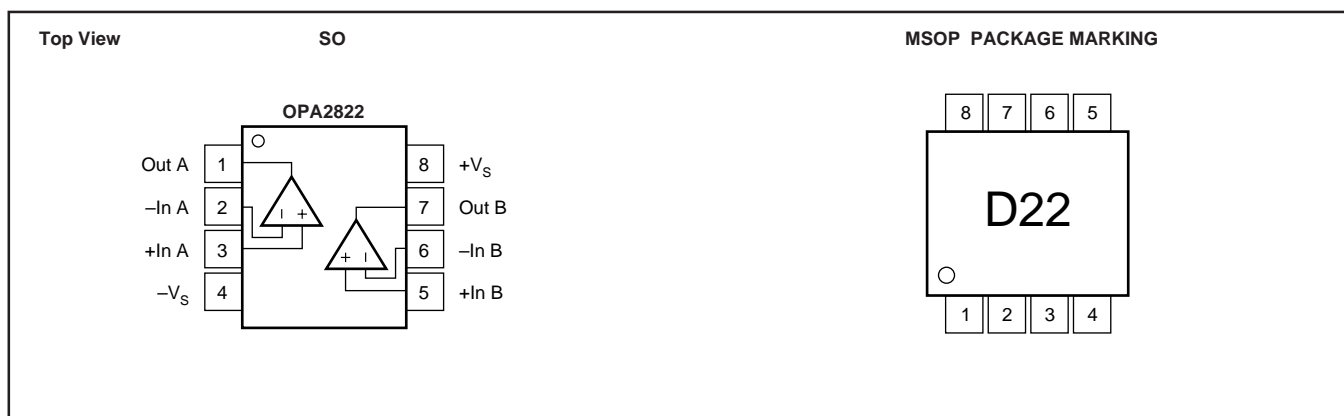 Top View SO MSOP PACKAGE MARKING
OPA2822
Out A 1 8 +VS
–In A 2 7 Out B
+In A 3 6 –In B
–VS 4 5 +In B
– +
+ –
8 7 6 5
D22
1 2 3 4